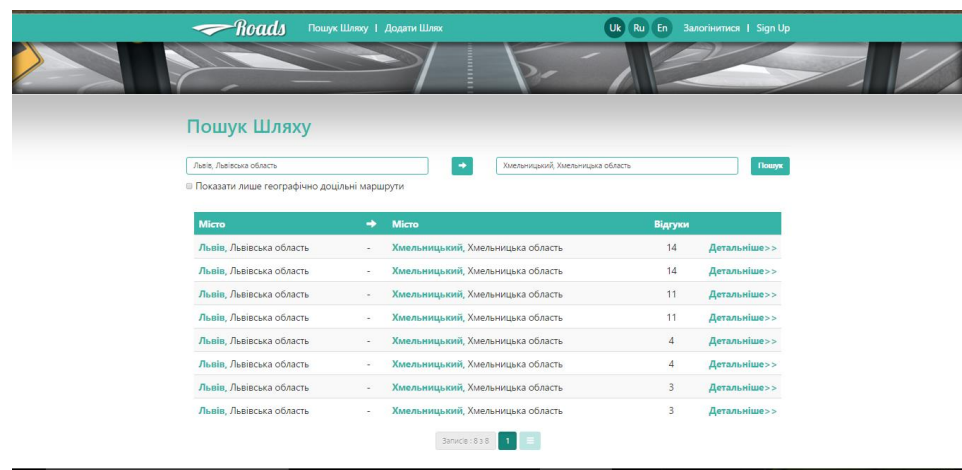 Roads Пошук Шляху | Додати Шлях Uk Ru En Залогінитися | Sign Up
Пошук Шляху
Львів, Львівська область Хмельницький, Хмельницька область Пошук
Показати лише географічно доцільні маршрути
Місто Місто Відгуки
Львів, Львівська область - Хмельницький, Хмельницька область 14 Детальніше>>
Львів, Львівська область - Хмельницький, Хмельницька область 14 Детальніше>>
Львів, Львівська область - Хмельницький, Хмельницька область 11 Детальніше>>
Львів, Львівська область - Хмельницький, Хмельницька область 11 Детальніше>>
Львів, Львівська область - Хмельницький, Хмельницька область 4 Детальніше>>
Львів, Львівська область - Хмельницький, Хмельницька область 4 Детальніше>>
Львів, Львівська область - Хмельницький, Хмельницька область 3 Детальніше>>
Львів, Львівська область - Хмельницький, Хмельницька область 3 Детальніше>>
Записів : 8 з 8 1